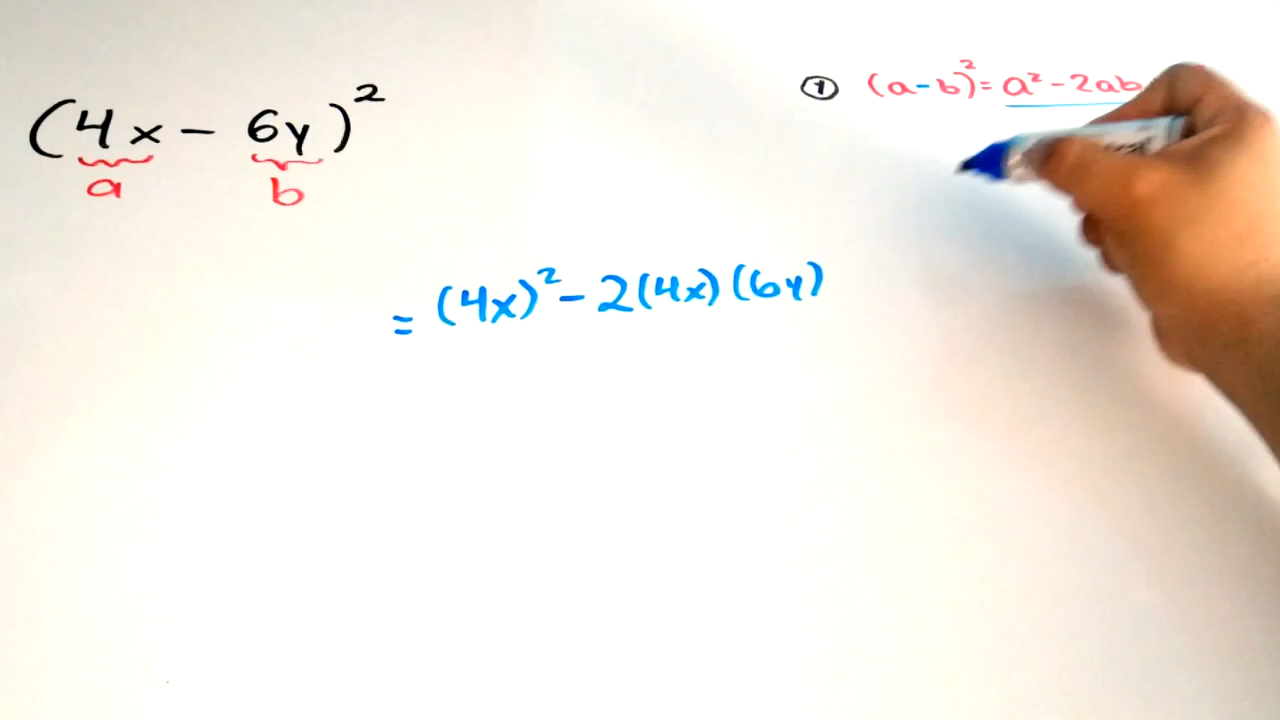 ① (a-b)² = a² - 2ab
(4x - 6y)²
a b
= (4x)² - 2(4x)(6y)